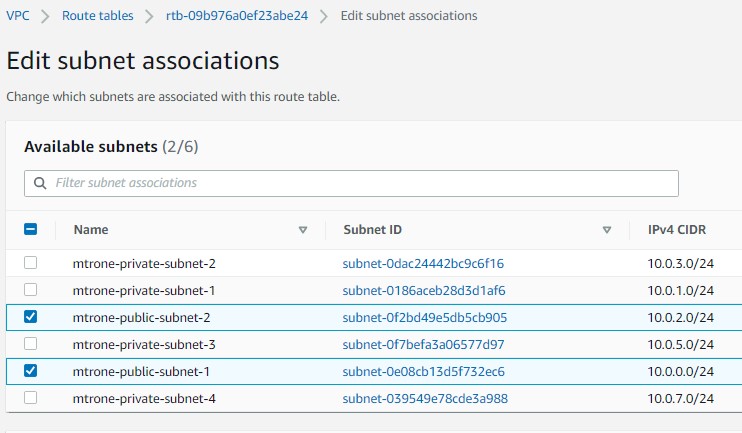 VPC > Route tables > rtb-09b976a0ef23abe24 > Edit subnet associations
Edit subnet associations
Change which subnets are associated with this route table.
Available subnets (2/6)
Filter subnet associations
Name Subnet ID IPv4 CIDR
mtrone-private-subnet-2 subnet-0dac24442bc9c6f16 10.0.3.0/24
mtrone-private-subnet-1 subnet-0186aceb28d3d1af6 10.0.1.0/24
mtrone-public-subnet-2 subnet-0f2bd49e5db5cb905 10.0.2.0/24
mtrone-private-subnet-3 subnet-0f7befa3a06577d97 10.0.5.0/24
mtrone-public-subnet-1 subnet-0e08cb13d5f732ec6 10.0.0.0/24
mtrone-private-subnet-4 subnet-039549e78cde3a988 10.0.7.0/24